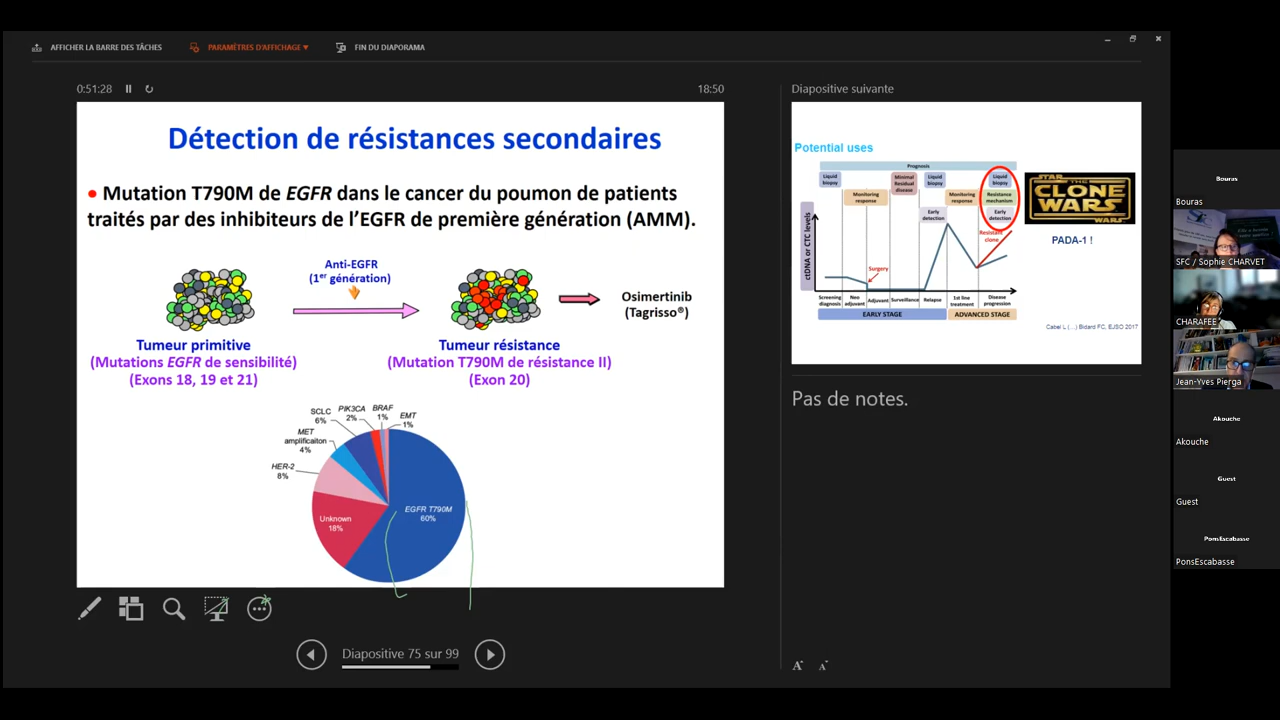 AFFICHER LA BARRE DES TÂCHES
PARAMÈTRES D'AFFICHAGE ▼
FIN DU DIAPORAMA
0:51:28
18:50
Détection de résistances secondaires
• Mutation T790M de EGFR dans le cancer du poumon de patients
traités par des inhibiteurs de l'EGFR de première génération (AMM).
Anti-EGFR
(1er génération)
Osimertinib
(Tagrisso®)
Tumeur primitive
(Mutations EGFR de sensibilité)
(Exons 18, 19 et 21)
Tumeur résistance
(Mutation T790M de résistance II)
(Exon 20)
SCLC
6%
PIK3CA
2%
BRAF
1%
EMT
1%
MET
amplificaiton
4%
HER-2
8%
Unknown
18%
EGFR T790M
60%
Diapositive 75 sur 99
Diapositive suivante
Potential uses
Prognosis
Liquid
biopsy
Minimal
Residual
disease
Liquid
biopsy
Liquid
biopsy
Monitoring
response
Monitoring
response
Resistance
mechanism
Early
detection
Early
detection
Resistant
clone
ctDNA or CTC levels
Surgery
Screening
diagnosis
Neo
adjuvant
Adjuvant
Surveillance
Relapse
1st line
treatment
Disease
progression
EARLY STAGE
ADVANCED STAGE
STAR
WARS
THE
CLONE
WARS
PADA-1 !
Cabel L (...) Bidard FC, EJSO 2017
Pas de notes.
A
A
Bouras
Bouras
SFC / Sophie CHARVET
CHARAFEE
Jean-Yves Pierga
Akouche
Akouche
Guest
Guest
PonsEscabasse
PonsEscabasse